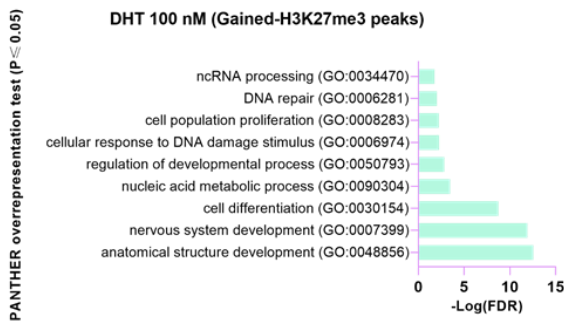 DHT 100 nM (Gained-H3K27me3 peaks)
PANTHER overrepresentation test (P ≤ 0.05)
ncRNA processing (GO:0034470)
DNA repair (GO:0006281)
cell population proliferation (GO:0008283)
cellular response to DNA damage stimulus (GO:0006974)
regulation of developmental process (GO:0050793)
nucleic acid metabolic process (GO:0090304)
cell differentiation (GO:0030154)
nervous system development (GO:0007399)
anatomical structure development (GO:0048856)
0 5 10 15
-Log(FDR)